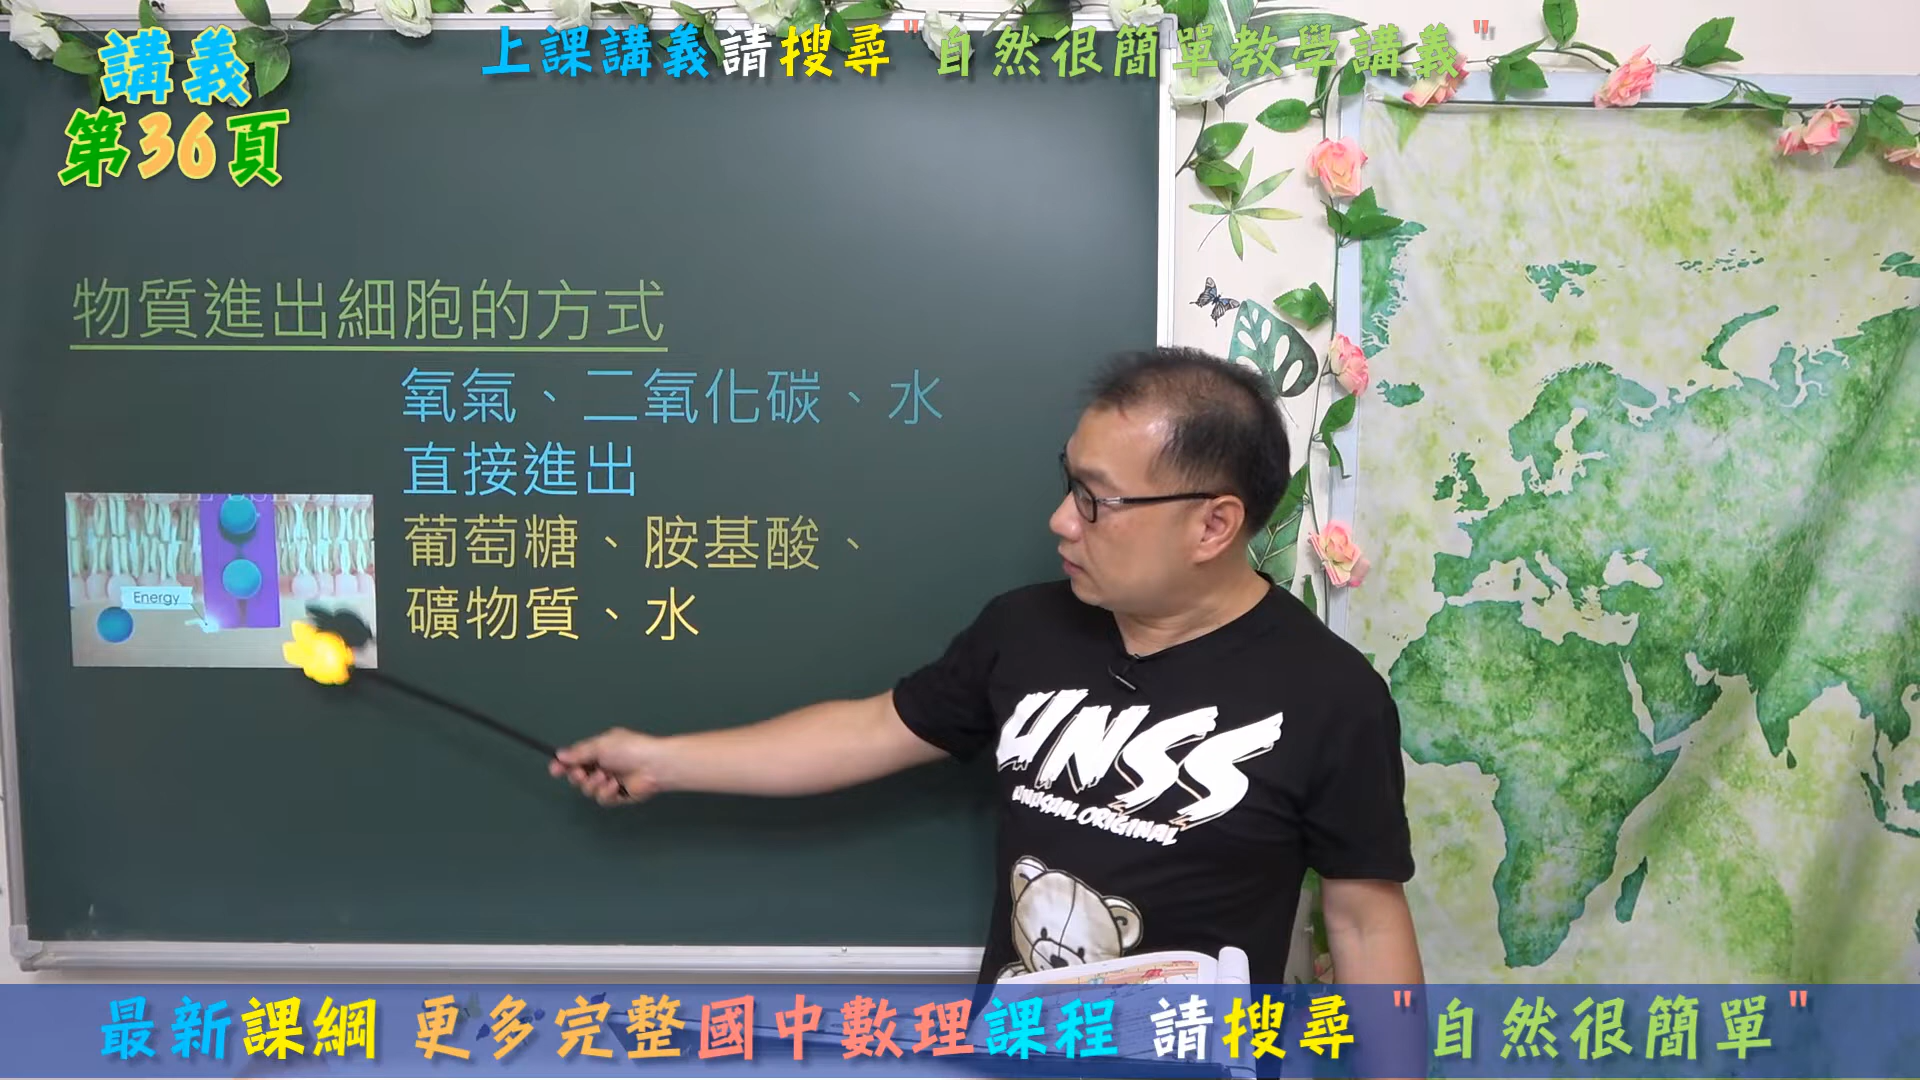 上課講義請搜尋"自然很簡單教學講義"
講義
第36頁
物質進出細胞的方式
氧氣、二氧化碳、水
直接進出
葡萄糖、胺基酸、
礦物質、水
Energy
UNSS
UNUSUAL ORIGINAL
最新課綱 更多完整國中數理課程 請搜尋"自然很簡單"